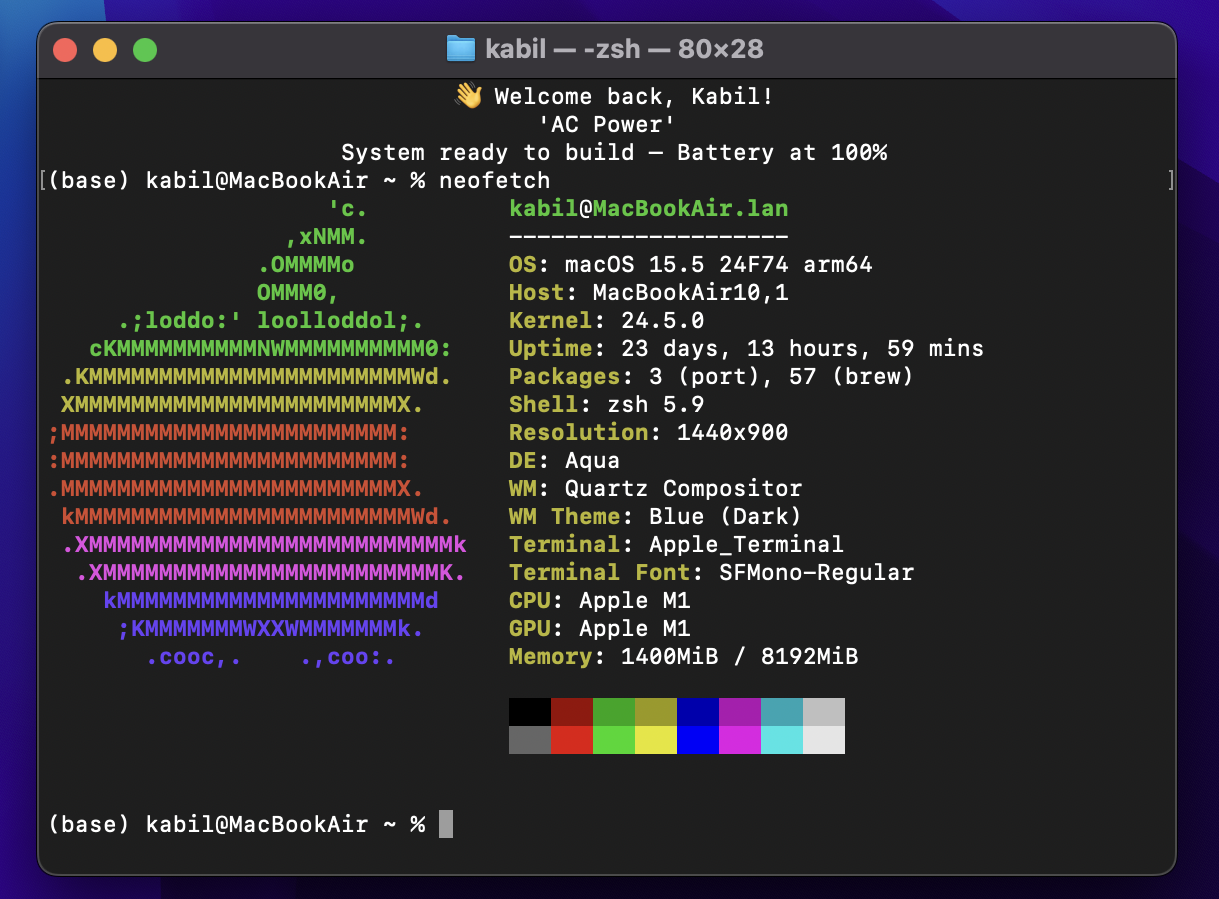 kabil — -zsh — 80×28
👋 Welcome back, Kabil!
'AC Power'
System ready to build — Battery at 100%
[(base) kabil@MacBookAir ~ % neofetch ]
'c. kabil@MacBookAir.lan
,xNMM. --------------------
.OMMMMo OS: macOS 15.5 24F74 arm64
OMMM0, Host: MacBookAir10,1
.;loddo:' loolloddol;. Kernel: 24.5.0
cKMMMMMMMMMMNWMMMMMMMMMM0: Uptime: 23 days, 13 hours, 59 mins
.KMMMMMMMMMMMMMMMMMMMMMMMWd. Packages: 3 (port), 57 (brew)
XMMMMMMMMMMMMMMMMMMMMMMMX. Shell: zsh 5.9
;MMMMMMMMMMMMMMMMMMMMMMMM: Resolution: 1440x900
:MMMMMMMMMMMMMMMMMMMMMMMM: DE: Aqua
.MMMMMMMMMMMMMMMMMMMMMMMMX. WM: Quartz Compositor
kMMMMMMMMMMMMMMMMMMMMMMMMWd. WM Theme: Blue (Dark)
.XMMMMMMMMMMMMMMMMMMMMMMMMMMk Terminal: Apple_Terminal
.XMMMMMMMMMMMMMMMMMMMMMMMMK. Terminal Font: SFMono-Regular
kMMMMMMMMMMMMMMMMMMMMMMd CPU: Apple M1
;KMMMMMMMWXXWMMMMMMMk. GPU: Apple M1
.cooc,. .,coo:. Memory: 1400MiB / 8192MiB
(base) kabil@MacBookAir ~ %